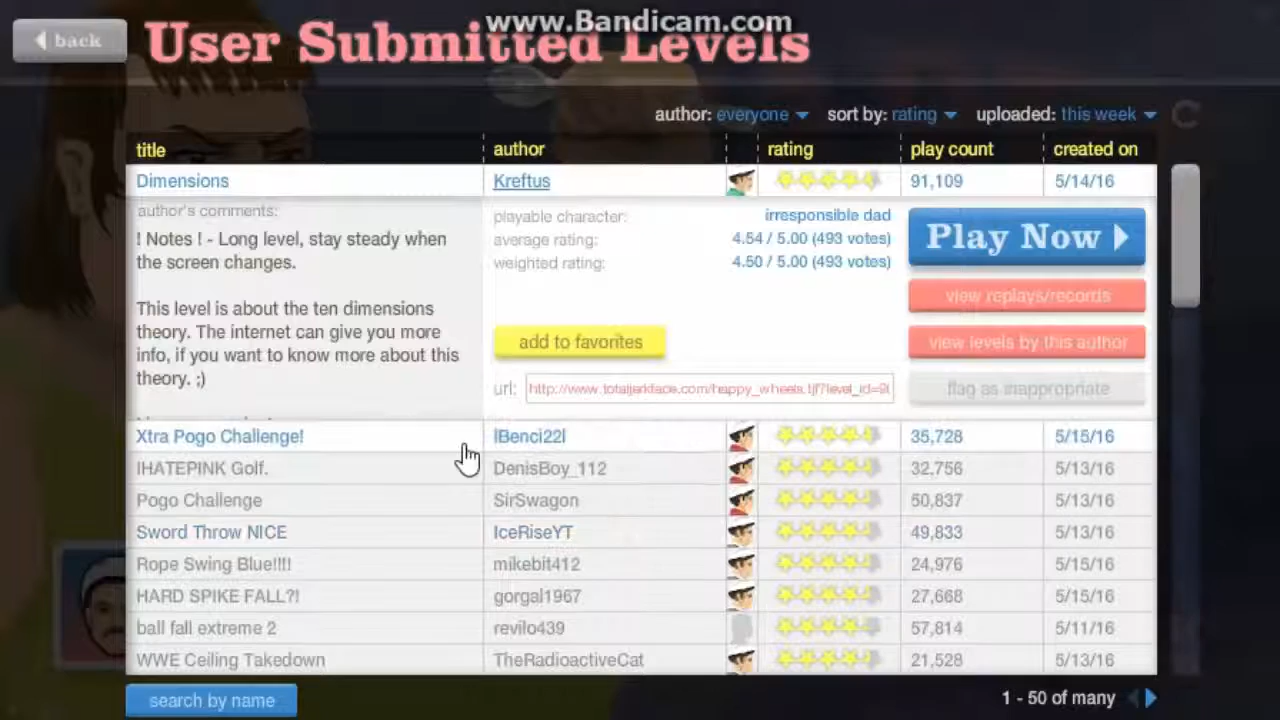 www.Bandicam.com
back
User Submitted Levels
author: everyone sort by: rating uploaded: this week
title author rating play count created on
Dimensions Kreftus 91,109 5/14/16
author's comments:
! Notes ! - Long level, stay steady when
the screen changes.
This level is about the ten dimensions
theory. The internet can give you more
info, if you want to know more about this
theory. ;)
playable character: irresponsible dad
average rating: 4.54 / 5.00 (493 votes)
weighted rating: 4.50 / 5.00 (493 votes)
add to favorites
url: http://www.totaljerkface.com/happy_wheels.tjf?level_id=9
Play Now
view replays/records
view levels by this author
flag as inappropriate
Xtra Pogo Challenge! lBenci22l 35,728 5/15/16
IHATEPINK Golf. DenisBoy_112 32,756 5/13/16
Pogo Challenge SirSwagon 50,837 5/13/16
Sword Throw NICE IceRiseYT 49,833 5/13/16
Rope Swing Blue!!!! mikebit412 24,976 5/15/16
HARD SPIKE FALL?! gorgal1967 27,668 5/15/16
ball fall extreme 2 revilo439 57,814 5/11/16
WWE Ceiling Takedown TheRadioactiveCat 21,528 5/13/16
search by name
1 - 50 of many